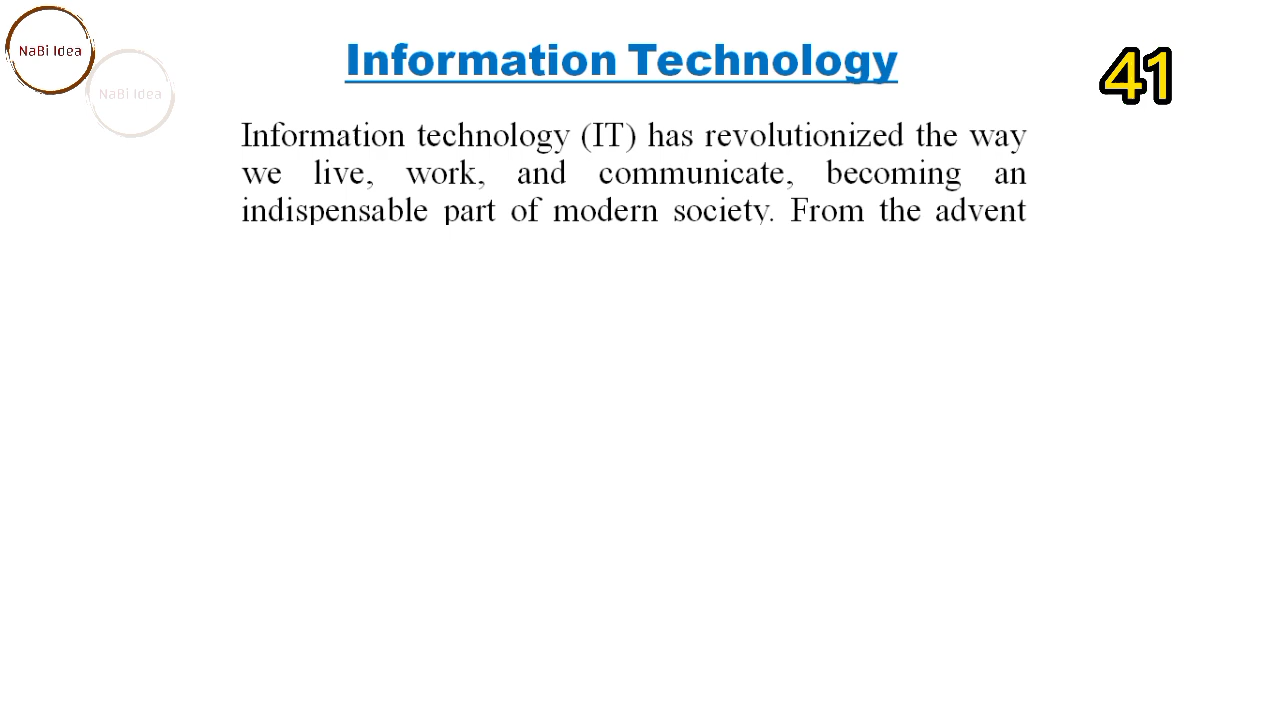 NaBi Idea
NaBi Idea
Information Technology
41
Information technology (IT) has revolutionized the way
we live, work, and communicate, becoming an
indispensable part of modern society. From the advent